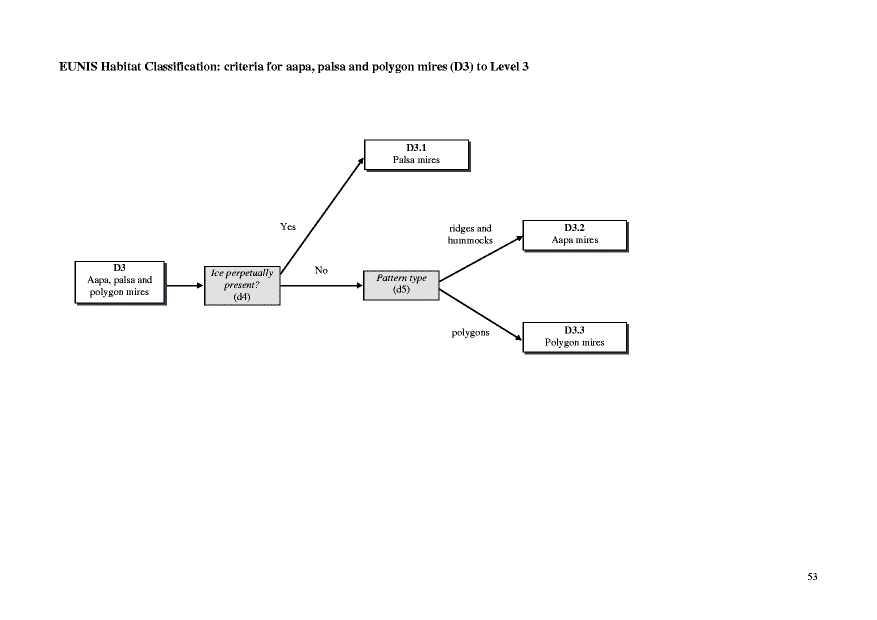 EUNIS Habitat Classification: criteria for aapa, palsa and polygon mires (D3) to Level 3
D3.1
Palsa mires
Yes
ridges and
hummocks
D3.2
Aapa mires
D3
Aapa, palsa and
polygon mires
Ice perpetually
present?
(d4)
No
Pattern type
(d5)
polygons
D3.3
Polygon mires
53